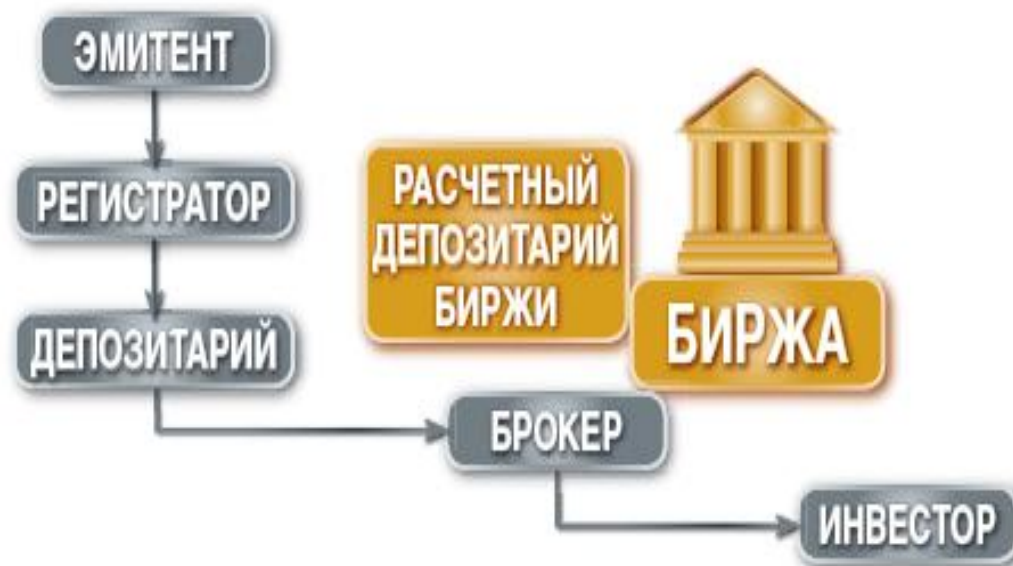 ЭМИТЕНТ
РЕГИСТРАТОР
ДЕПОЗИТАРИЙ
РАСЧЕТНЫЙ
ДЕПОЗИТАРИЙ
БИРЖИ
БИРЖА
БРОКЕР
ИНВЕСТОР